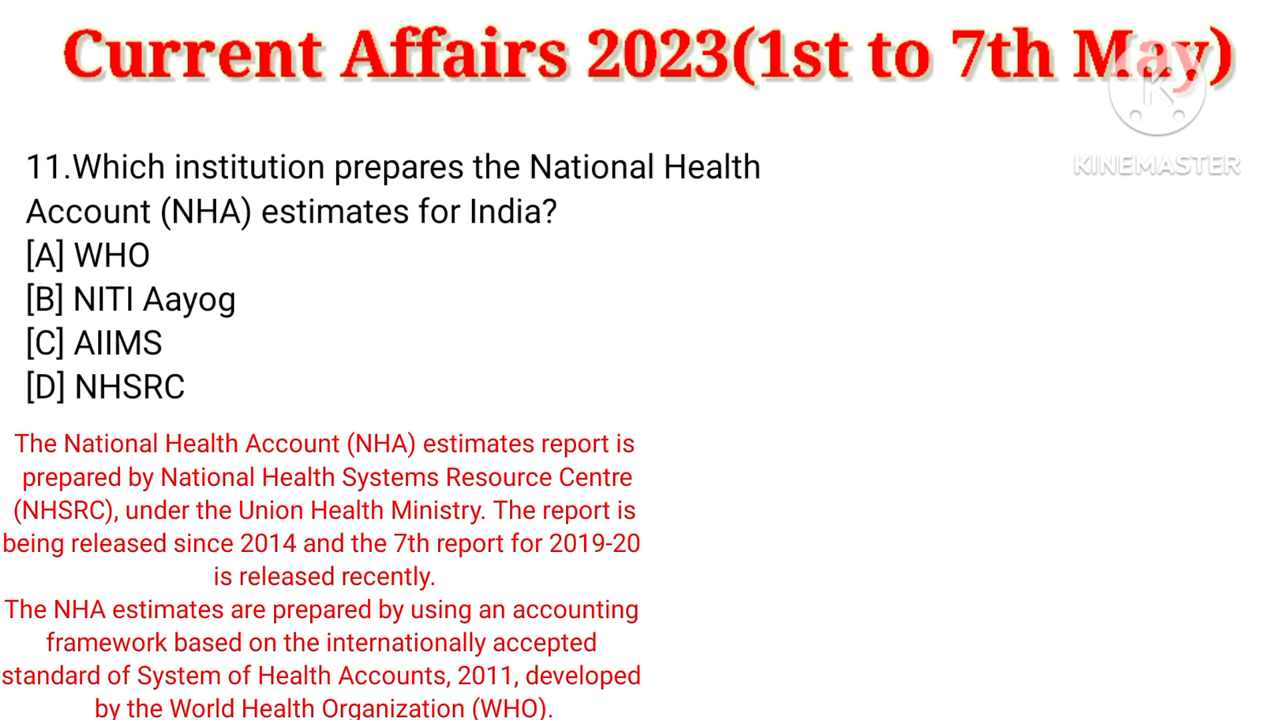 Current Affairs 2023(1st to 7th May)
KINEMASTER
11.Which institution prepares the National Health
Account (NHA) estimates for India?
[A] WHO
[B] NITI Aayog
[C] AIIMS
[D] NHSRC
The National Health Account (NHA) estimates report is
prepared by National Health Systems Resource Centre
(NHSRC), under the Union Health Ministry. The report is
being released since 2014 and the 7th report for 2019-20
is released recently.
The NHA estimates are prepared by using an accounting
framework based on the internationally accepted
standard of System of Health Accounts, 2011, developed
by the World Health Organization (WHO).